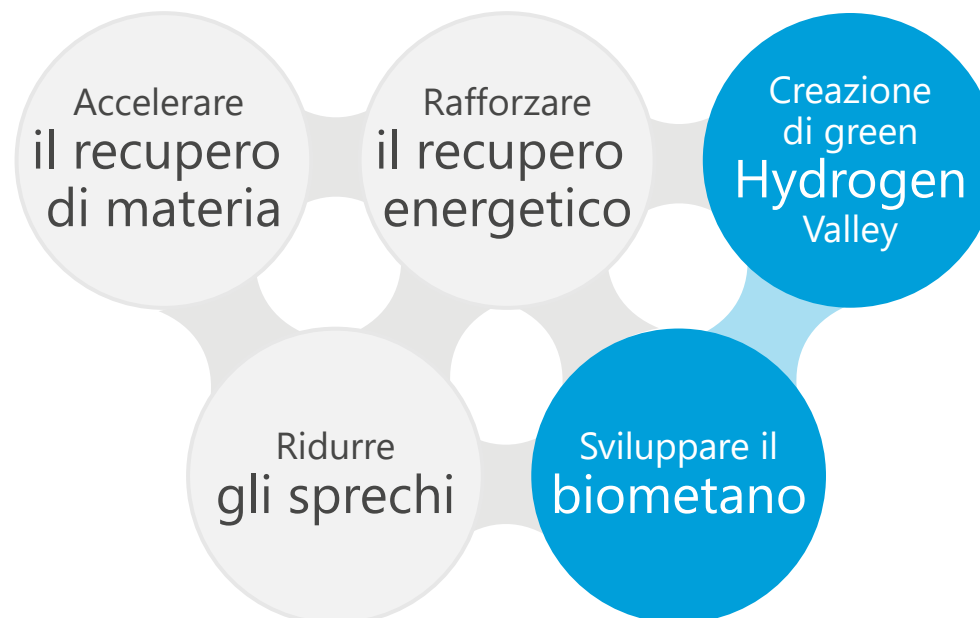 Accelerare
il recupero
di materia
Rafforzare
il recupero
energetico
Creazione
di green
Hydrogen
Valley
Ridurre
gli sprechi
Sviluppare il
biometano